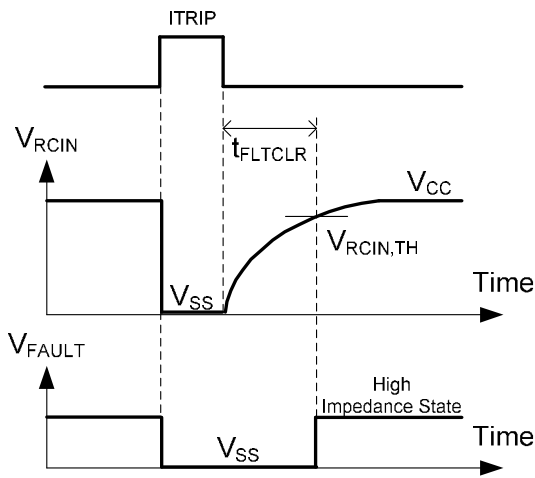 ITRIP
VRCIN
tFLTCLR
VCC
VRCIN,TH
VSS
Time
VFAULT
High
Impedance State
VSS
Time